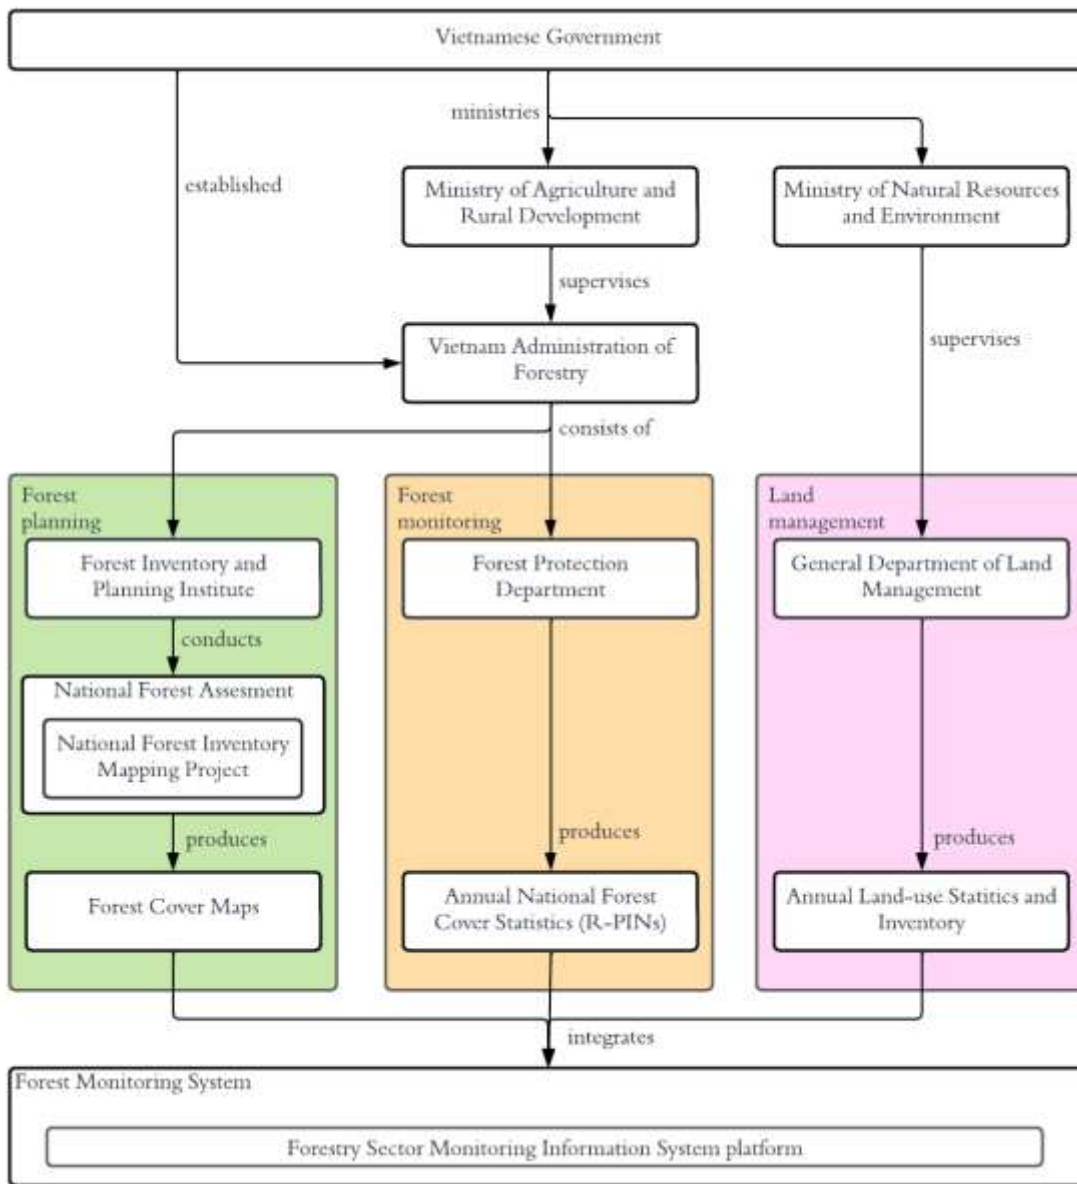 Vietnamese Government
ministries
established
Ministry of Agriculture and
Rural Development
Ministry of Natural Resources
and Environment
supervises
Vietnam Administration of
Forestry
supervises
consists of
Forest
planning
Forest
monitoring
Land
management
Forest Inventory and
Planning Institute
Forest Protection
Department
General Department of Land
Management
conducts
National Forest Assesment
National Forest Inventory
Mapping Project
produces
produces
produces
Forest Cover Maps
Annual National Forest
Cover Statistics (R-PINs)
Annual Land-use Statitics and
Inventory
integrates
Forest Monitoring System
Forestry Sector Monitoring Information System platform